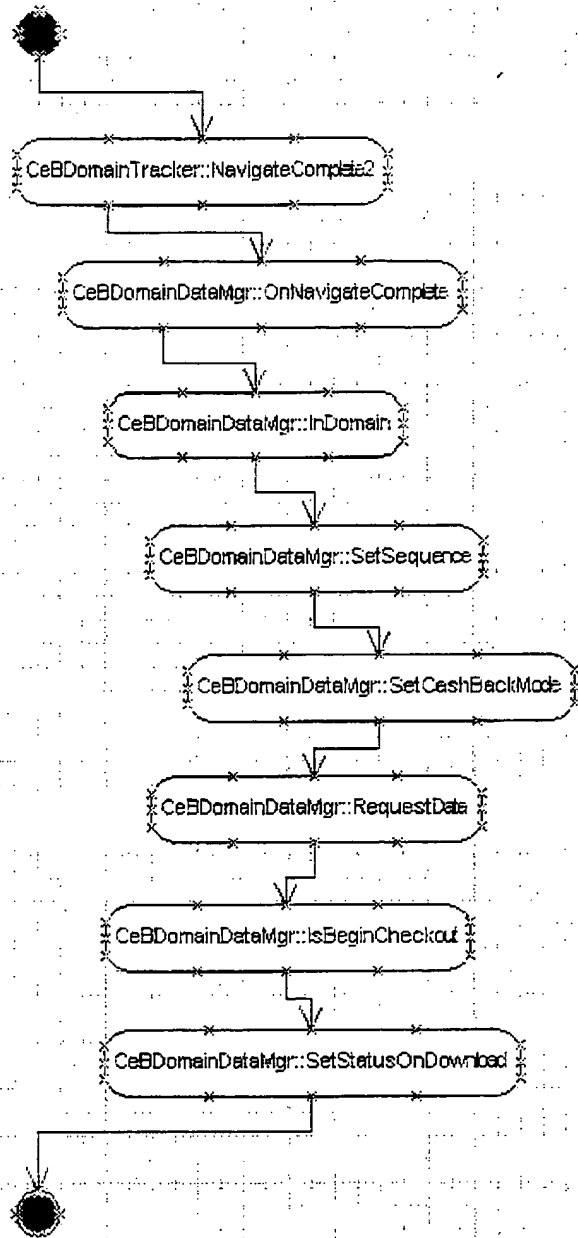 CeBDomainTracker::NavigateComplete2
CeBDomainDataMgr::OnNavigateComplete
CeBDomainDataMgr::InDomain
CeBDomainDataMgr::SetSequence
CeBDomainDataMgr::SetCashBackMode
CeBDomainDataMgr::RequestData
CeBDomainDataMgr::IsBeginCheckout
CeBDomainDataMgr::SetStatusOnDownload